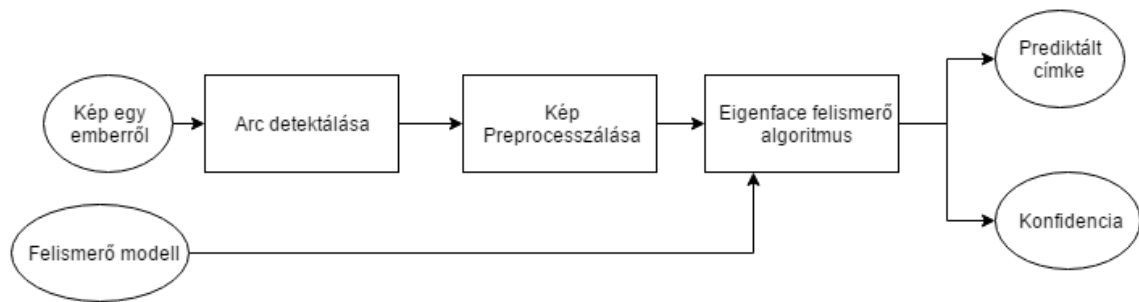 Kép egy
emberről
Arc detektálása
Kép
Preprocesszálása
Eigenface felismerő
algoritmus
Prediktált
címke
Felismerő modell
Konfidencia